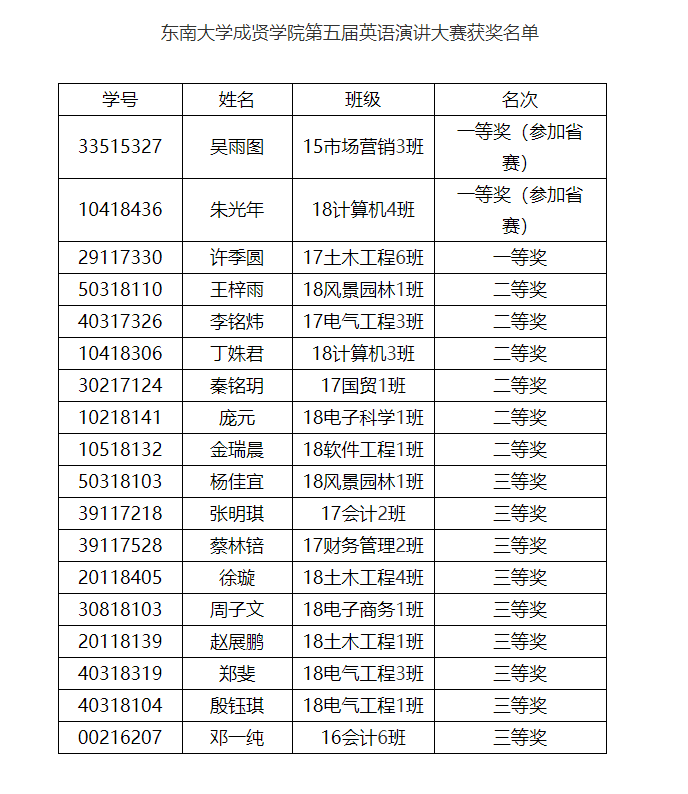 东南大学成贤学院第五届英语演讲大赛获奖名单
学号 姓名 班级 名次
33515327 吴雨图 15市场营销3班 一等奖（参加省赛）
10418436 朱光年 18计算机4班 一等奖（参加省赛）
29117330 许季圆 17土木工程6班 一等奖
50318110 王梓雨 18风景园林1班 二等奖
40317326 李铭炜 17电气工程3班 二等奖
10418306 丁姝君 18计算机3班 二等奖
30217124 秦铭玥 17国贸1班 二等奖
10218141 庞元 18电子科学1班 二等奖
10518132 金瑞晨 18软件工程1班 二等奖
50318103 杨佳宜 18风景园林1班 三等奖
39117218 张明琪 17会计2班 三等奖
39117528 蔡林锫 17财务管理2班 三等奖
20118405 徐璇 18土木工程4班 三等奖
30818103 周子文 18电子商务1班 三等奖
20118139 赵展鹏 18土木工程1班 三等奖
40318319 郑斐 18电气工程3班 三等奖
40318104 殷钰琪 18电气工程1班 三等奖
00216207 邓一纯 16会计6班 三等奖